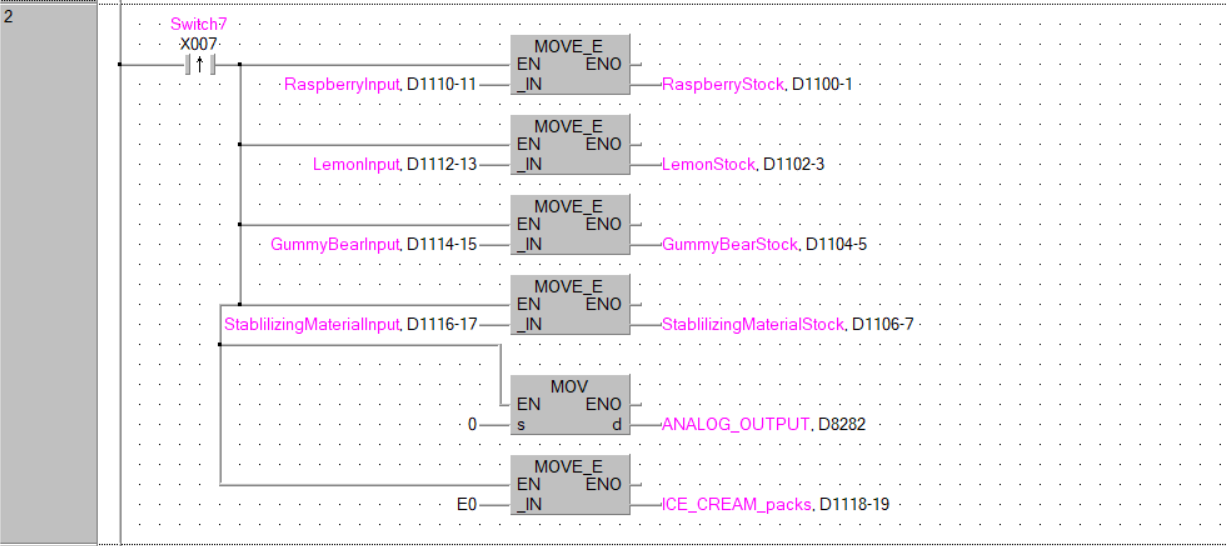 2
Switch7
X007
MOVE_E
EN ENO
RaspberryInput, D1110-11 _IN RaspberryStock, D1100-1
MOVE_E
EN ENO
LemonInput, D1112-13 _IN LemonStock, D1102-3
MOVE_E
EN ENO
GummyBearInput, D1114-15 _IN GummyBearStock, D1104-5
MOVE_E
EN ENO
StablilizingMaterialInput, D1116-17 _IN StablilizingMaterialStock, D1106-7
MOV
EN ENO
0 s d ANALOG_OUTPUT, D8282
MOVE_E
EN ENO
E0 _IN ICE_CREAM_packs, D1118-19